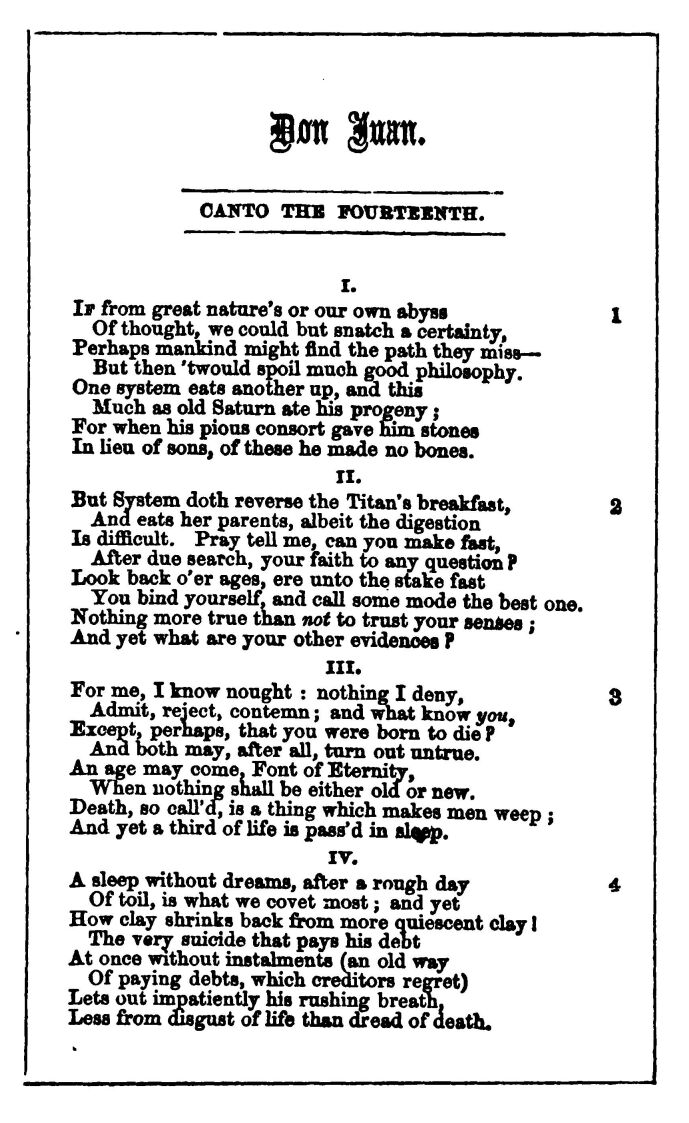 Don Juan.
CANTO THE FOURTEENTH.
I.
IF from great nature's or our own abyss 1
Of thought, we could but snatch a certainty,
Perhaps mankind might find the path they miss—
But then 'twould spoil much good philosophy.
One system eats another up, and this
Much as old Saturn ate his progeny;
For when his pious consort gave him stones
In lieu of sons, of these he made no bones.
II.
But System doth reverse the Titan's breakfast, 2
And eats her parents, albeit the digestion
Is difficult. Pray tell me, can you make fast,
After due search, your faith to any question?
Look back o'er ages, ere unto the stake fast
You bind yourself, and call some mode the best one.
Nothing more true than not to trust your senses;
And yet what are your other evidences?
III.
For me, I know nought: nothing I deny, 3
Admit, reject, contemn; and what know you,
Except, perhaps, that you were born to die?
And both may, after all, turn out untrue.
An age may come, Font of Eternity,
When nothing shall be either old or new.
Death, so call'd, is a thing which makes men weep;
And yet a third of life is pass'd in sleep.
IV.
A sleep without dreams, after a rough day 4
Of toil, is what we covet most; and yet
How clay shrinks back from more quiescent clay!
The very suicide that pays his debt
At once without instalments (an old way
Of paying debts, which creditors regret)
Lets out impatiently his rushing breath,
Less from disgust of life than dread of death.